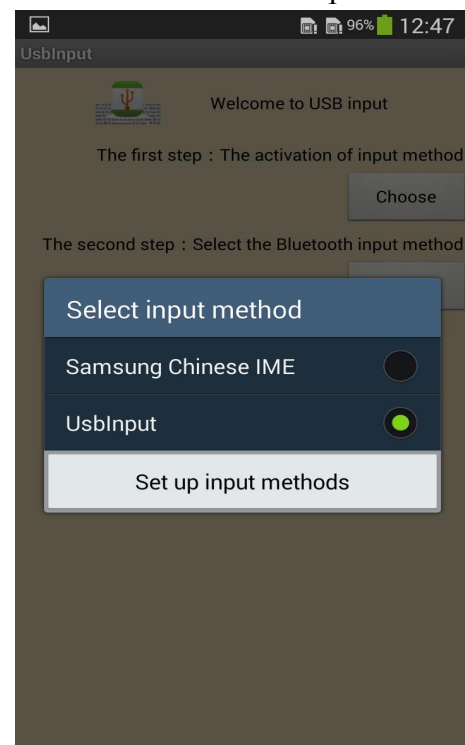 96% 12:47
UsbInput
Welcome to USB input
The first step：The activation of input method
Choose
The second step：Select the Bluetooth input method
Select input method
Samsung Chinese IME
UsbInput
Set up input methods